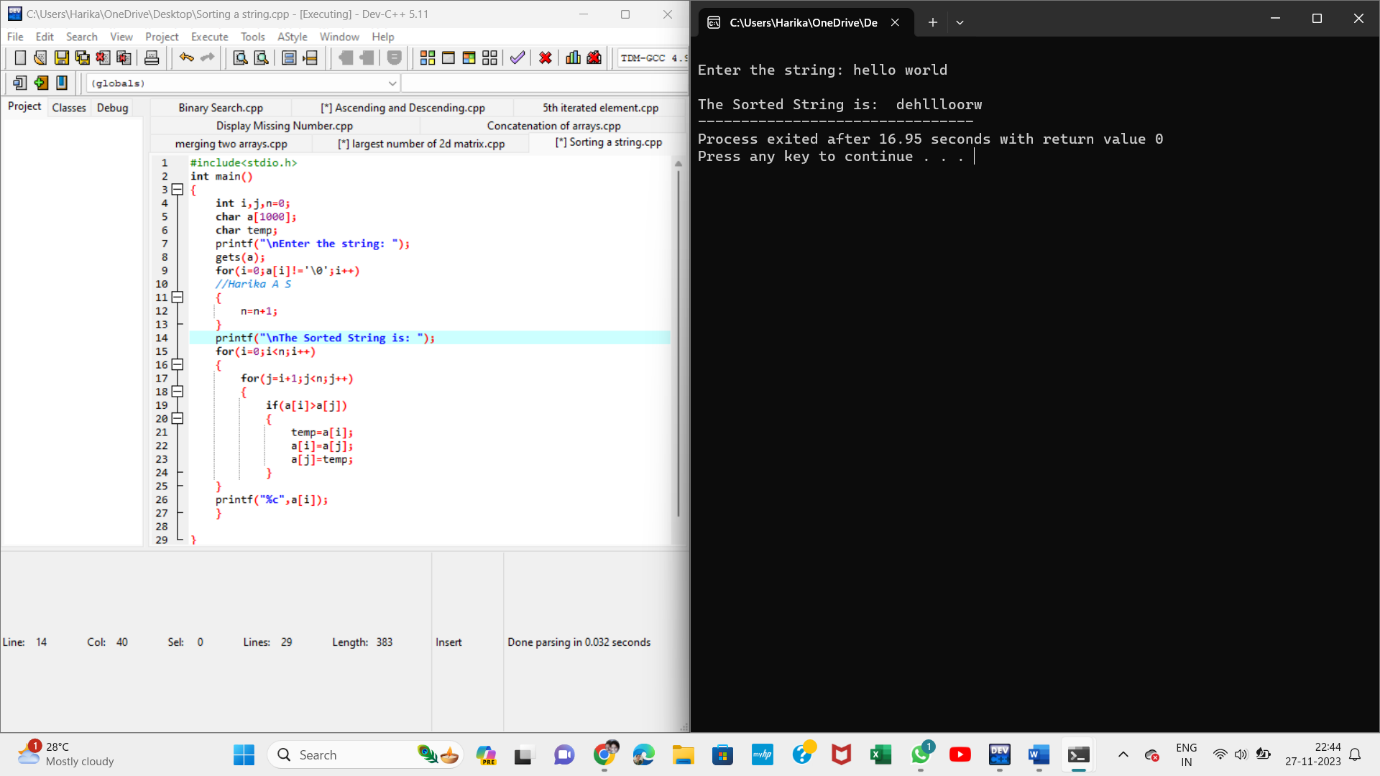 C:\Users\Harika\OneDrive\Desktop\Sorting a string.cpp - [Executing] - Dev-C++ 5.11
File Edit Search View Project Execute Tools AStyle Window Help
TDM-GCC 4.9
(globals)
Project Classes Debug
Binary Search.cpp [*] Ascending and Descending.cpp 5th iterated element.cpp
Display Missing Number.cpp Concatenation of arrays.cpp
merging two arrays.cpp [*] largest number of 2d matrix.cpp [*] Sorting a string.cpp
1 #include<stdio.h>
2 int main()
3 {
4 int i,j,n=0;
5 char a[1000];
6 char temp;
7 printf("\nEnter the string: ");
8 gets(a);
9 for(i=0;a[i]!='\0';i++)
10 //Harika A S
11 {
12 n=n+1;
13 }
14 printf("\nThe Sorted String is: ");
15 for(i=0;i<n;i++)
16 {
17 for(j=i+1;j<n;j++)
18 {
19 if(a[i]>a[j])
20 {
21 temp=a[i];
22 a[i]=a[j];
23 a[j]=temp;
24 }
25 }
26 printf("%c",a[i]);
27 }
28
29 }
Line: 14 Col: 40 Sel: 0 Lines: 29 Length: 383 Insert Done parsing in 0.032 seconds
C:\Users\Harika\OneDrive\De
Enter the string: hello world
The Sorted String is:  dehllloorw
--------------------------------
Process exited after 16.95 seconds with return value 0
Press any key to continue . . .
1
28°C
Mostly cloudy
Search
PRE
myhp
1
DEV
ENG
IN
22:44
27-11-2023